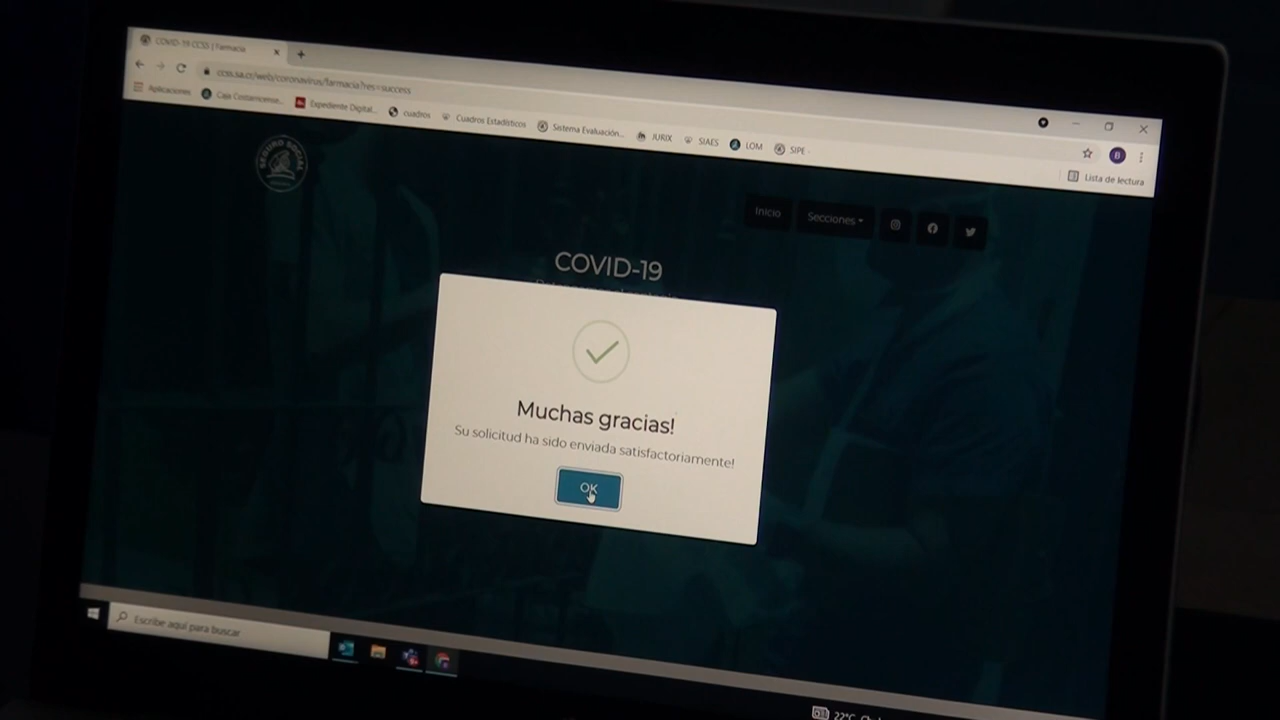 COVID-19 CCSS | Farmacia
ccss.sa.cr/web/coronavirus/farmacia?res=success
Aplicaciones
Caja Costarricense...
Expediente Digital...
cuadros
Cuadros Estadísticos
Sistema Evaluación...
JURIX
SIAES
LOM
SIPE
B
Lista de lectura
SEGURO SOCIAL
Inicio
Secciones
COVID-19
Muchas gracias!
Su solicitud ha sido enviada satisfactoriamente!
OK
Escribe aquí para buscar
22°C